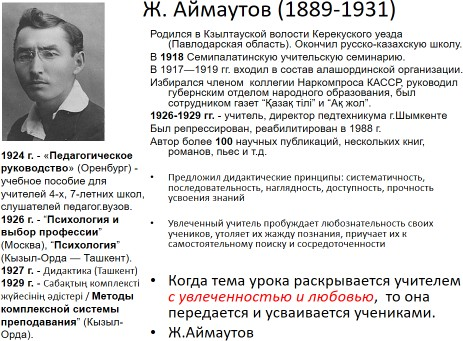 Ж. Аймаутов (1889-1931)
Родился в Кзылтауской волости Керекуского уезда
(Павлодарская область). Окончил русско-казахскую школу.
В 1918 Семипалатинскую учительскую семинарию.
В 1917—1919 гг. входил в состав алашординской организации.
Избирался членом коллегии Наркомпроса КАССР, руководил
губернским отделом народного образования, был
сотрудником газет “Қазақ тілі” и “Ақ жол”.
1926-1929 гг. - учитель, директор педтехникума г.Шымкенте
Был репрессирован, реабилитирован в 1988 г.
Автор более 100 научных публикаций, нескольких книг,
романов, пьес и т.д.
1924 г. - «Педагогическое
руководство» (Оренбург) -
учебное пособие для
учителей 4-х, 7-летних школ,
слушателей педагог.вузов.
1926 г. - “Психология и
выбор профессии”
(Москва), “Психология”
(Кызыл-Орда — Ташкент).
1927 г. - Дидактика (Ташкент)
1929 г. - Сабақтың комплексті
жүйесінің әдістері / Методы
комплексной системы
преподавания” (Кызыл-
Орда).
• Предложил дидактические принципы: систематичность,
последовательность, наглядность, доступность, прочность
усвоения знаний
• Увлеченный учитель пробуждает любознательность своих
учеников, утоляет их жажду познания, приучает их к
самостоятельному поиску и сосредоточенности
• Когда тема урока раскрывается учителем
с увлеченностью и любовью, то она
передается и усваивается учениками.
• Ж.Аймаутов